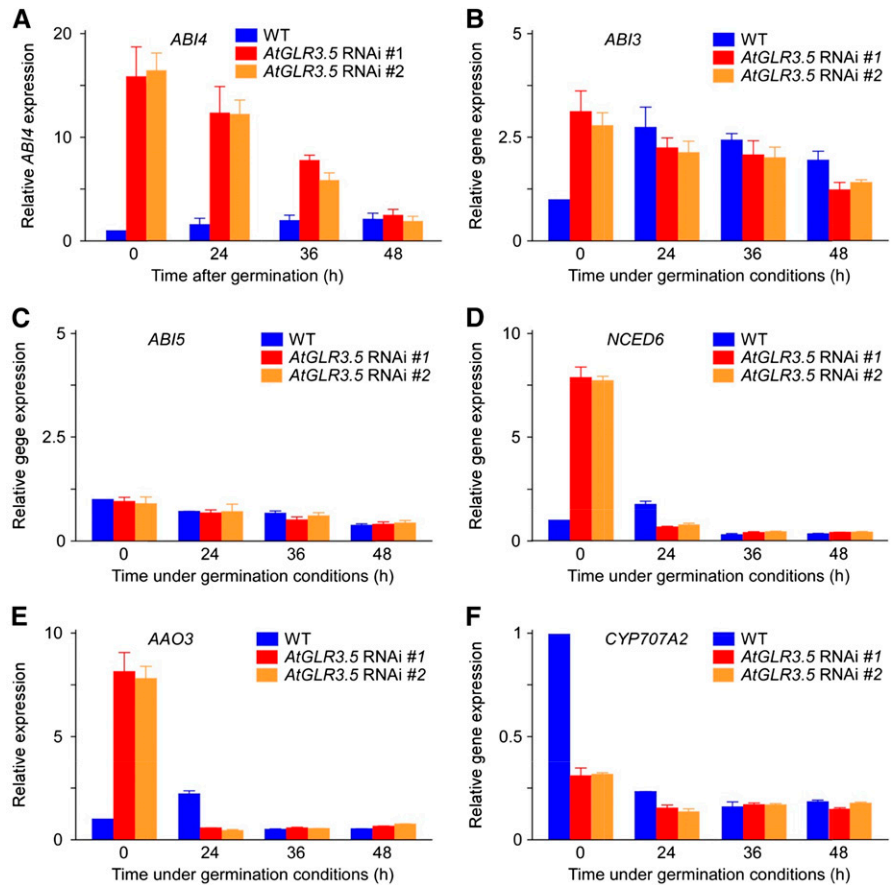 A
ABI4
WT
AtGLR3.5 RNAi #1
AtGLR3.5 RNAi #2
Relative ABI4 expression
20
10
0
0 24 36 48
Time after germination (h)
B
ABI3
WT
AtGLR3.5 RNAi #1
AtGLR3.5 RNAi #2
Relative gene expression
5
2.5
0
0 24 36 48
Time under germination conditions (h)
C
ABI5
WT
AtGLR3.5 RNAi #1
AtGLR3.5 RNAi #2
Relative gege expression
5
2.5
0
0 24 36 48
Time under germination conditions (h)
D
NCED6
WT
AtGLR3.5 RNAi #1
AtGLR3.5 RNAi #2
Relative gene expression
10
5
0
0 24 36 48
Time under germination conditions (h)
E
AAO3
WT
AtGLR3.5 RNAi #1
AtGLR3.5 RNAi #2
Relative expression
10
5
0
0 24 36 48
Time under germination conditions (h)
F
CYP707A2
WT
AtGLR3.5 RNAi #1
AtGLR3.5 RNAi #2
Relative gene expression
1
0.5
0
0 24 36 48
Time under germination conditions (h)